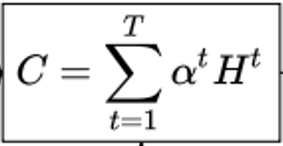 C = \sum_{t=1}^{T} \alpha^t H^t